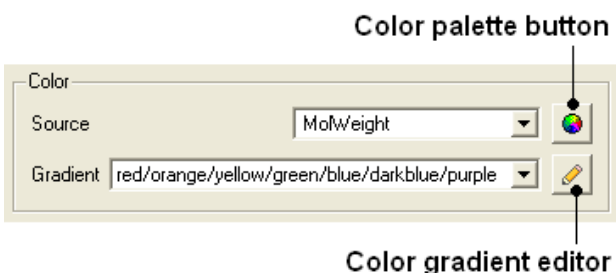 Color palette button
Color
Source MolWeight
Gradient red/orange/yellow/green/blue/darkblue/purple
Color gradient editor